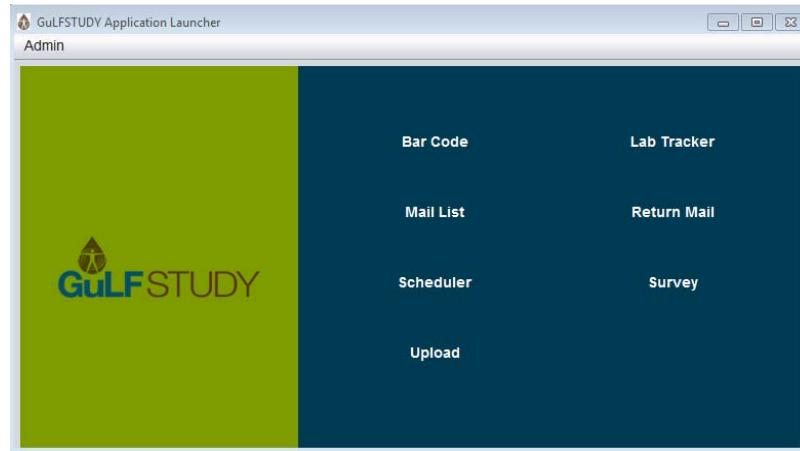 GuLFSTUDY Application Launcher
Admin
Bar Code
Lab Tracker
Mail List
Return Mail
GuLFSTUDY
Scheduler
Survey
Upload